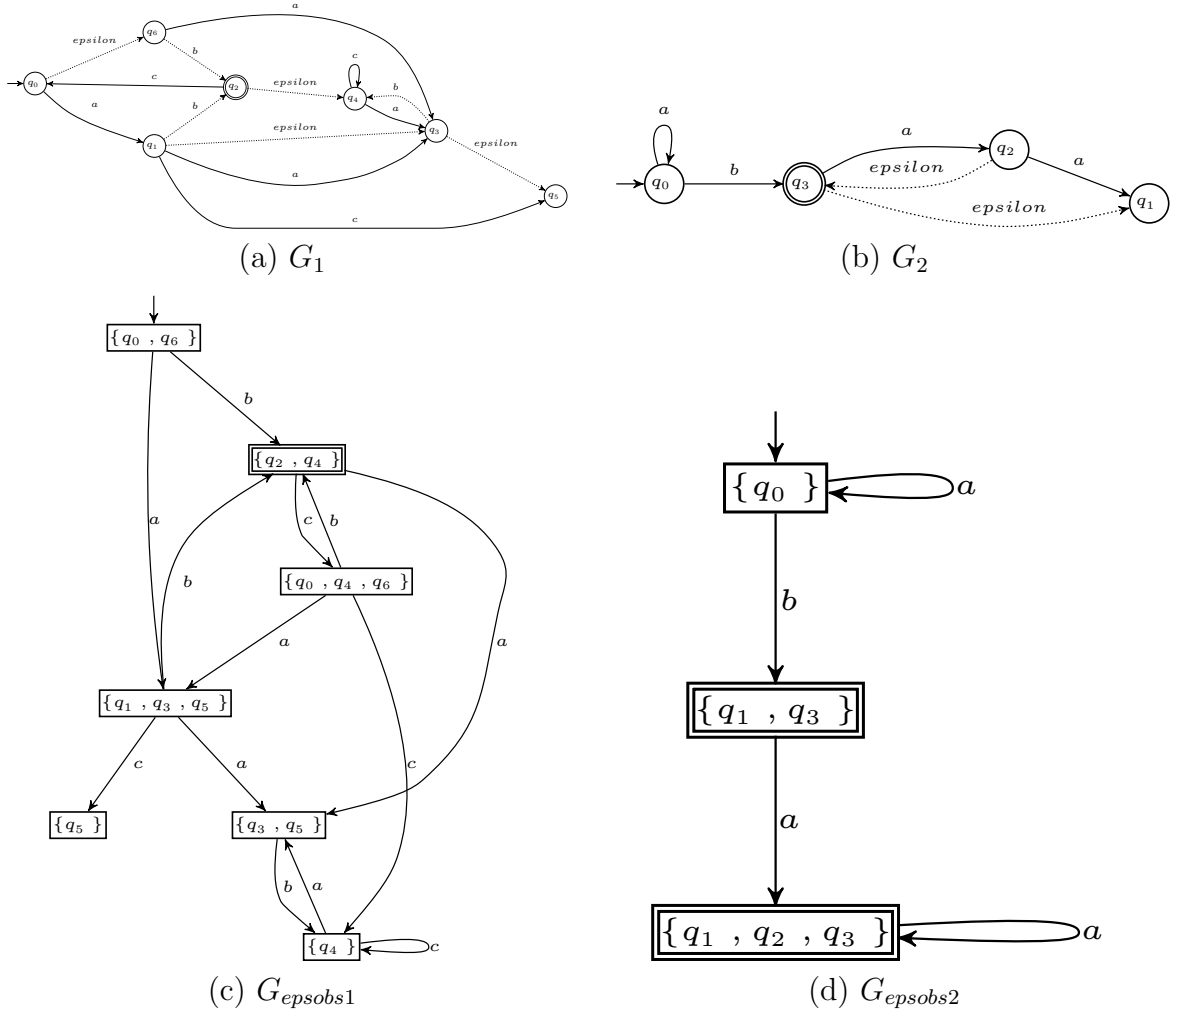 a
q₆
epsilon
b
c
q₀
c
q₂
epsilon
q₄
b
a
a
b
epsilon
q₃
q₁
epsilon
a
q₅
c
(a) G₁
a
a
q₂
epsilon
a
q₀
b
q₃
q₁
epsilon
(b) G₂
{q₀ , q₆ }
b
{q₂ , q₄ }
a
c
b
b
{q₀ , q₄ , q₆ }
a
a
{q₁ , q₃ , q₅ }
c
a
c
{q₅ }
{q₃ , q₅ }
b
a
{q₄ }
c
(c) G_epsobs1
{q₀ }
a
b
{q₁ , q₃ }
a
{q₁ , q₂ , q₃ }
a
(d) G_epsobs2